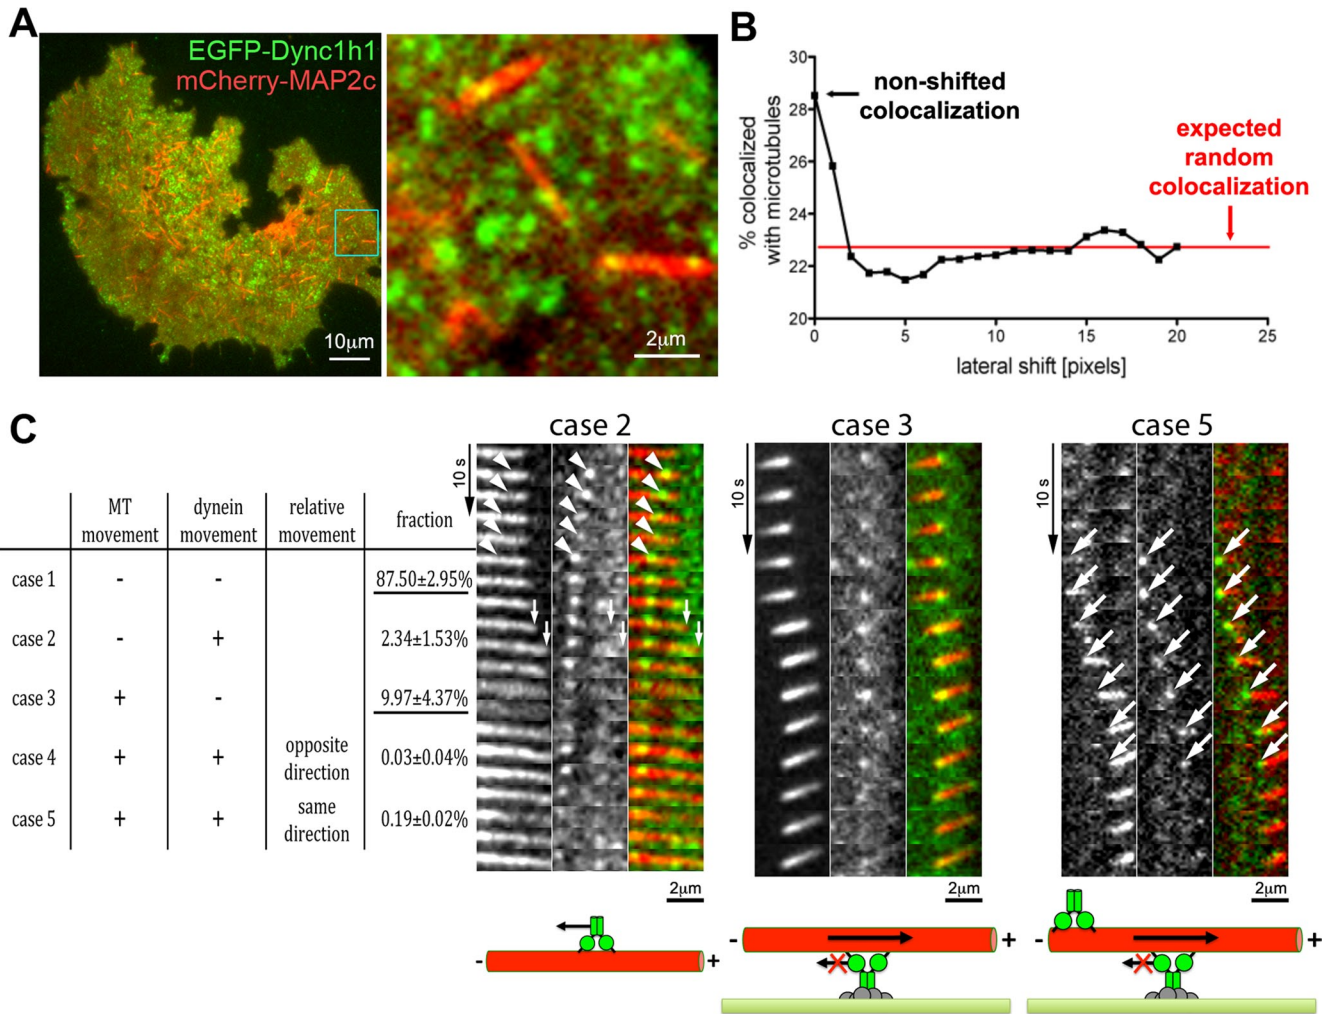 A
EGFP-Dync1h1
mCherry-MAP2c
10μm
2μm
B
% colocalized
with microtubules
30
28
26
24
22
20
0
5
10
15
20
25
lateral shift [pixels]
non-shifted
colocalization
expected
random
colocalization
C
MT
movement
dynein
movement
relative
movement
fraction
case 1
-
-
87.50±2.95%
case 2
-
+
2.34±1.53%
case 3
+
-
9.97±4.37%
case 4
+
+
opposite
direction
0.03±0.04%
case 5
+
+
same
direction
0.19±0.02%
case 2
10 s
2μm
-
+
case 3
10 s
2μm
-
+
case 5
10 s
2μm
-
+